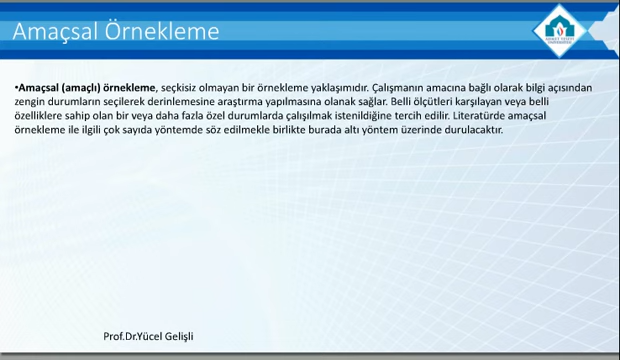 Amaçsal Örnekleme
•Amaçsal (amaçlı) örnekleme, seçkisiz olmayan bir örnekleme yaklaşımıdır. Çalışmanın amacına bağlı olarak bilgi açısından
zengin durumların seçilerek derinlemesine araştırma yapılmasına olanak sağlar. Belli ölçütleri karşılayan veya belli
özelliklere sahip olan bir veya daha fazla özel durumlarda çalışılmak istenildiğine tercih edilir. Literatürde amaçsal
örnekleme ile ilgili çok sayıda yöntemde söz edilmekle birlikte burada altı yöntem üzerinde durulacaktır.
Prof.Dr.Yücel Gelişli